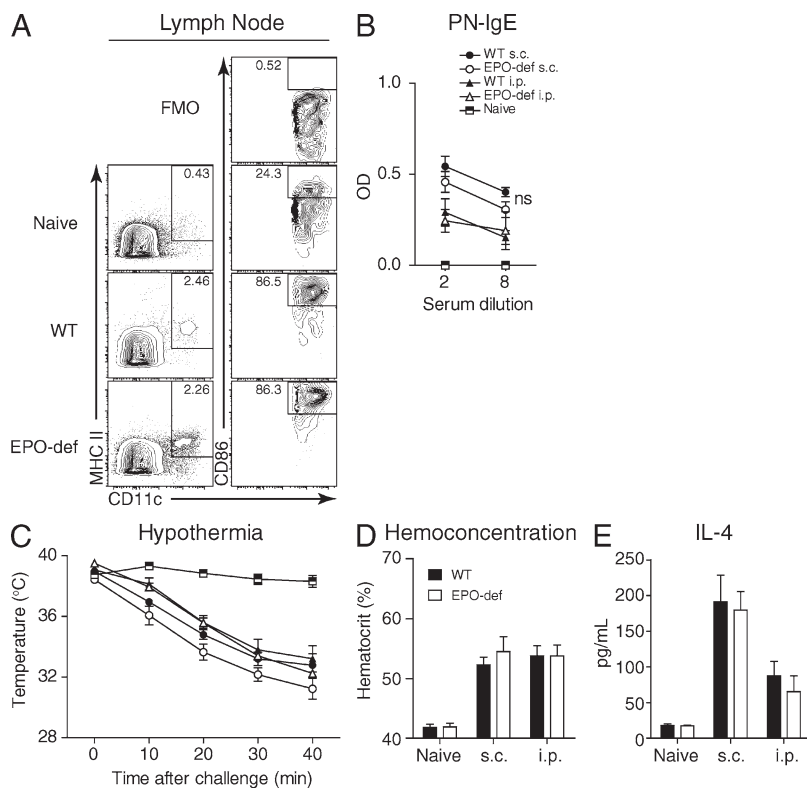 A
Lymph Node
FMO
0.52
Naive
0.43
24.3
WT
2.46
86.5
EPO-def
2.26
86.3
MHC II
CD86
CD11c
B
PN-IgE
WT s.c.
EPO-def s.c.
WT i.p.
EPO-def i.p.
Naive
1.0
0.5
0.0
OD
ns
2 8
Serum dilution
C
Hypothermia
40
36
32
28
Temperature (°C)
0 10 20 30 40
Time after challenge (min)
D
Hemoconcentration
70
60
50
40
Hematocrit (%)
WT
EPO-def
Naive s.c. i.p.
E
IL-4
250
200
150
100
50
0
pg/mL
Naive s.c. i.p.